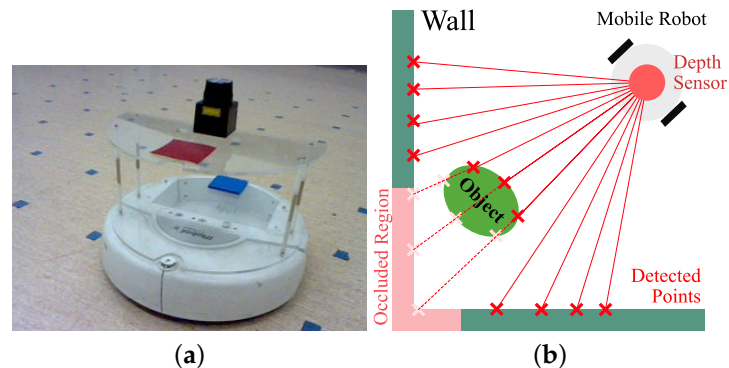 Wall
Mobile Robot
Depth
Sensor
Object
Occluded Region
Detected
Points
(a)
(b)